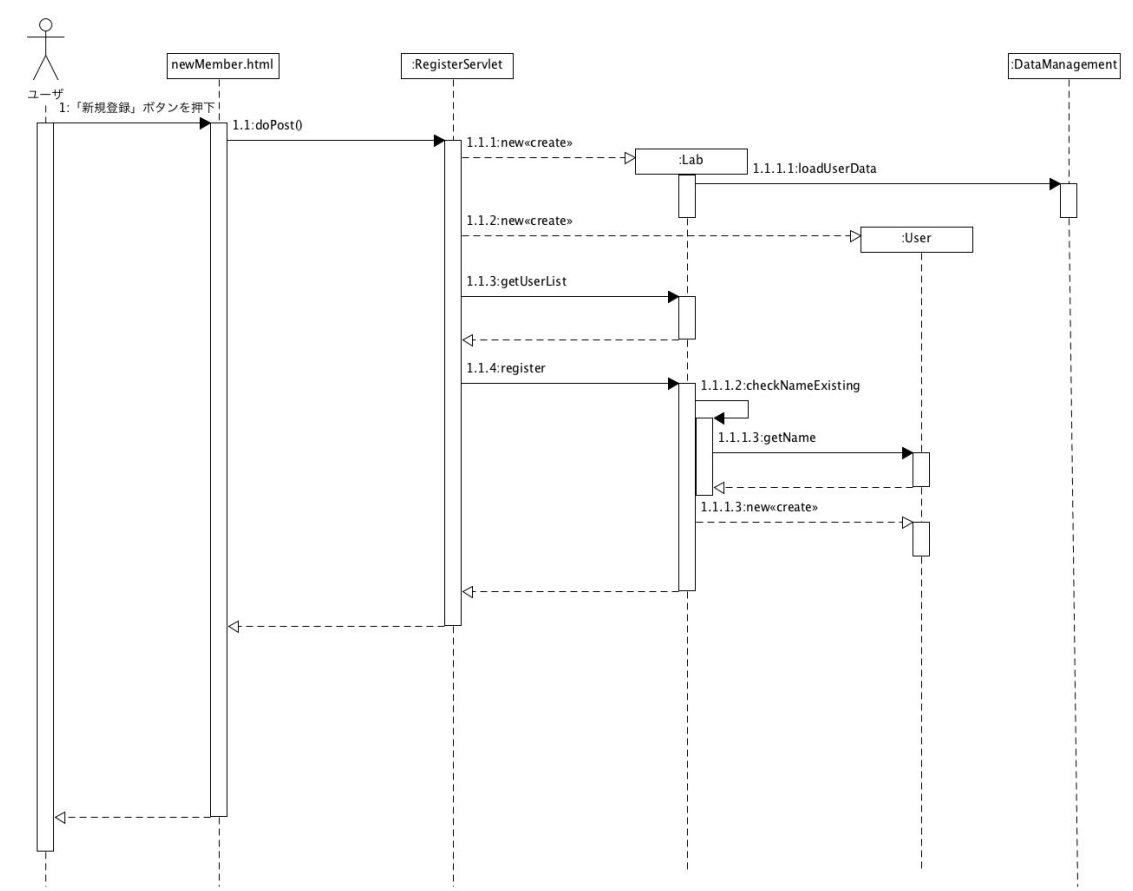 newMember.html
:RegisterServlet
:DataManagement
ユーザ
1:「新規登録」ボタンを押下
1.1:doPost()
1.1.1:new«create»
:Lab
1.1.1.1:loadUserData
1.1.2:new«create»
:User
1.1.3:getUserList
1.1.4:register
1.1.1.2:checkNameExisting
1.1.1.3:getName
1.1.1.3:new«create»